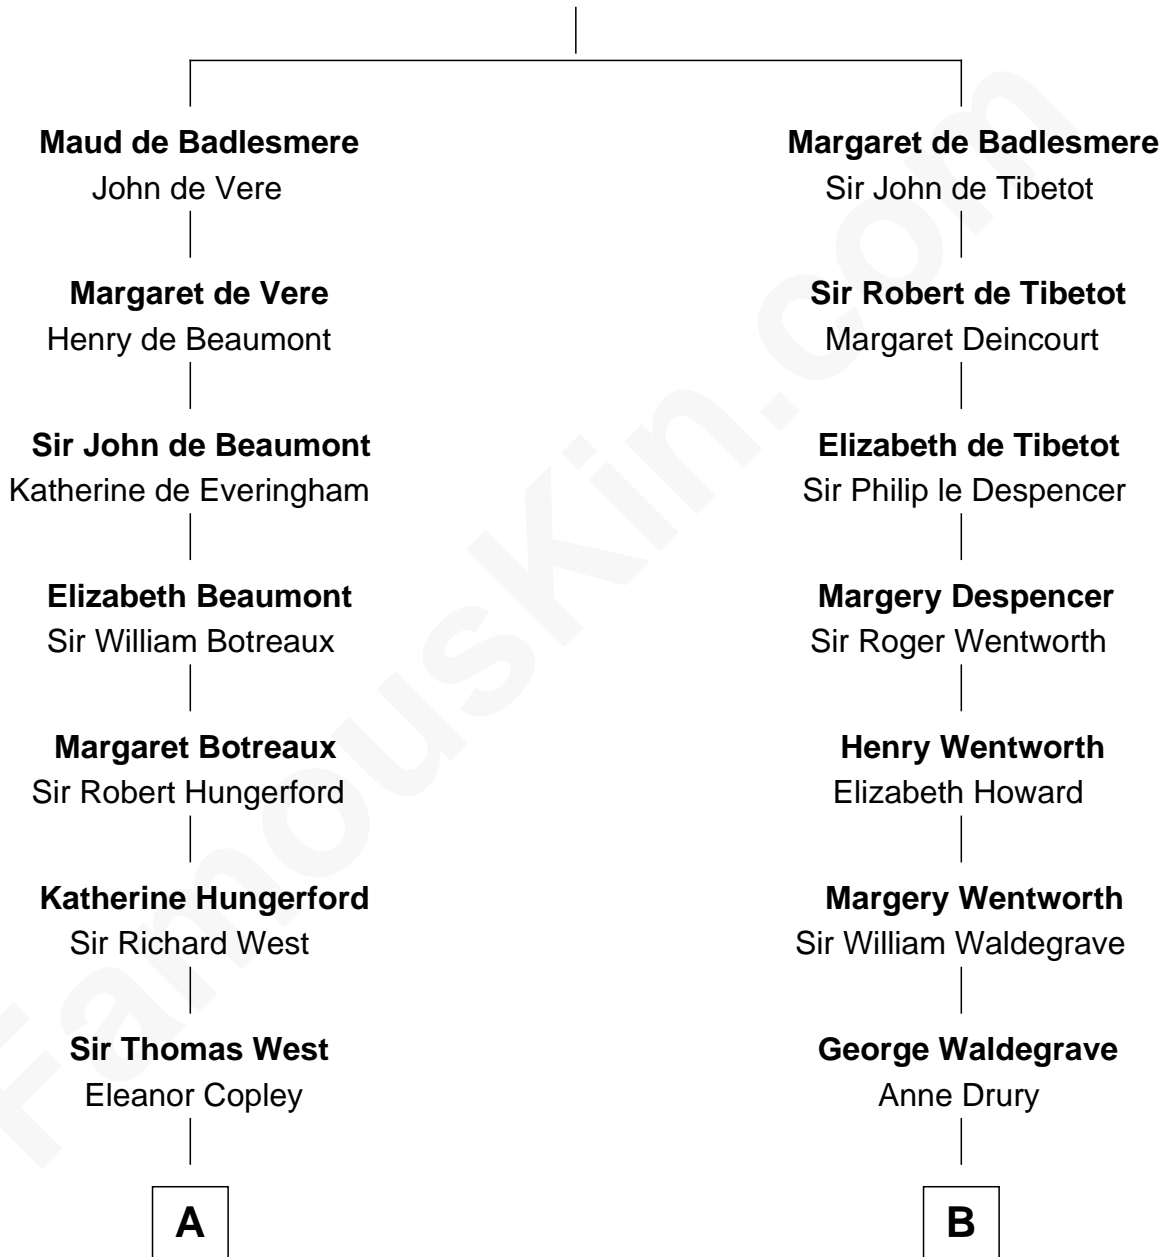 Maud de Badlesmere
John de Vere
Margaret de Vere
Henry de Beaumont
Sir John de Beaumont
Katherine de Everingham
Elizabeth Beaumont
Sir William Botreaux
Margaret Botreaux
Sir Robert Hungerford
Katherine Hungerford
Sir Richard West
Sir Thomas West
Eleanor Copley
A
Margaret de Badlesmere
Sir John de Tibetot
Sir Robert de Tibetot
Margaret Deincourt
Elizabeth de Tibetot
Sir Philip le Despencer
Margery Despencer
Sir Roger Wentworth
Henry Wentworth
Elizabeth Howard
Margery Wentworth
Sir William Waldegrave
George Waldegrave
Anne Drury
B
FamousKin.com